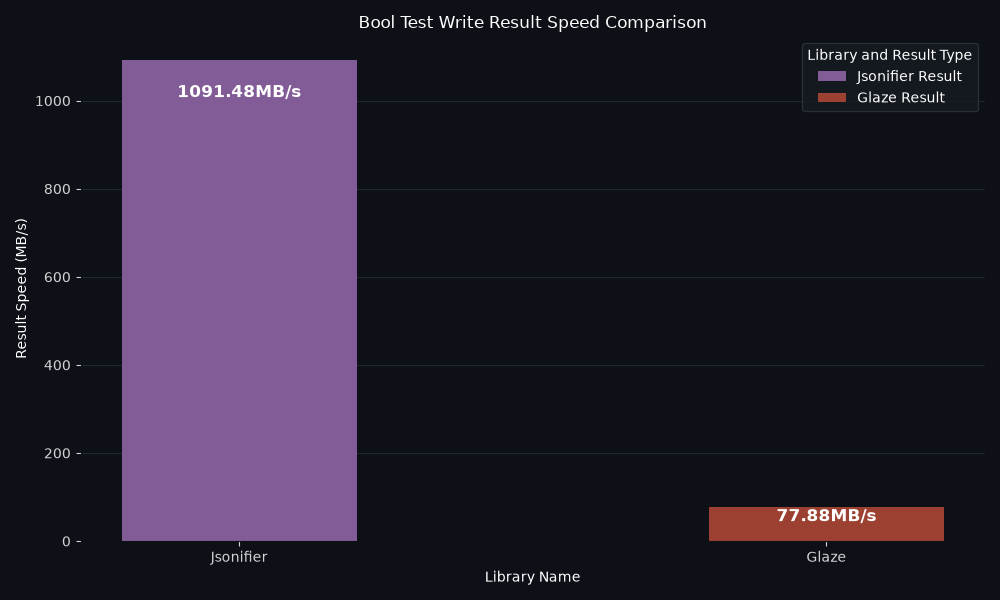 Bool Test Write Result Speed Comparison
Library and Result Type
Jsonifier Result
Glaze Result
1091.48MB/s
77.88MB/s
1000
800
600
400
200
0
Result Speed (MB/s)
Jsonifier
Glaze
Library Name